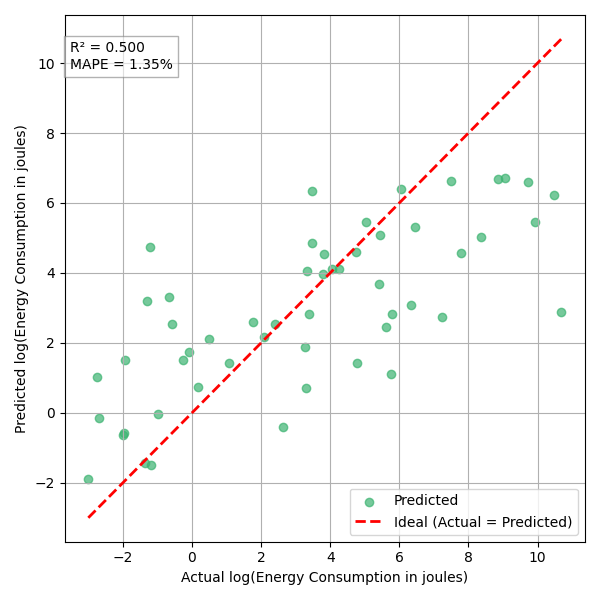 R² = 0.500
MAPE = 1.35%
10
8
6
4
2
0
−2
Predicted log(Energy Consumption in joules)
Predicted
Ideal (Actual = Predicted)
−2 0 2 4 6 8 10
Actual log(Energy Consumption in joules)